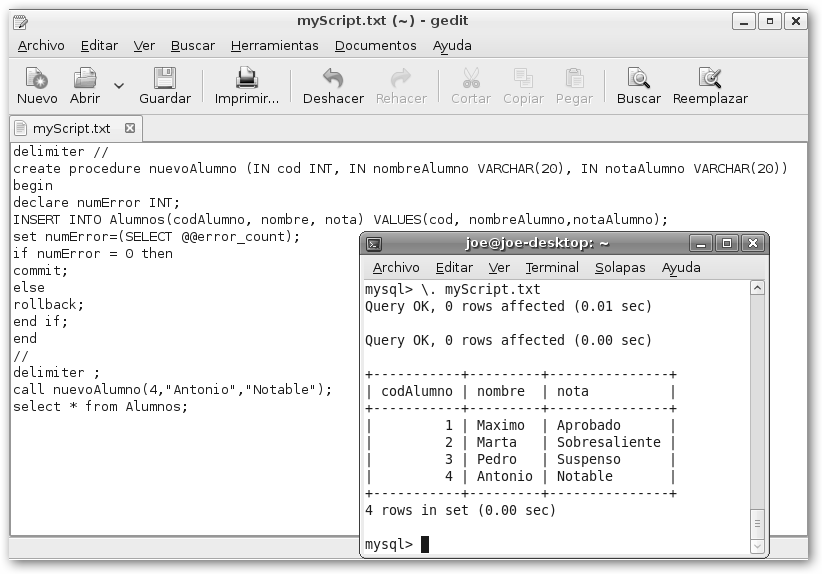 myScript.txt (~) - gedit
Archivo Editar Ver Buscar Herramientas Documentos Ayuda
Nuevo Abrir Guardar Imprimir... Deshacer Rehacer Cortar Copiar Pegar Buscar Reemplazar
myScript.txt
delimiter //
create procedure nuevoAlumno (IN cod INT, IN nombreAlumno VARCHAR(20), IN notaAlumno VARCHAR(20))
begin
declare numError INT;
INSERT INTO Alumnos(codAlumno, nombre, nota) VALUES(cod, nombreAlumno,notaAlumno);
set numError=(SELECT @@error_count);
if numError = 0 then
commit;
else
rollback;
end if;
end
//
delimiter ;
call nuevoAlumno(4,"Antonio","Notable");
select * from Alumnos;
joe@joe-desktop: ~
Archivo Editar Ver Terminal Solapas Ayuda
mysql> \. myScript.txt
Query OK, 0 rows affected (0.01 sec)
Query OK, 0 rows affected (0.00 sec)
+-----------+---------+---------------+
| codAlumno | nombre  | nota          |
+-----------+---------+---------------+
|         1 | Maximo  | Aprobado      |
|         2 | Marta   | Sobresaliente |
|         3 | Pedro   | Suspenso      |
|         4 | Antonio | Notable       |
+-----------+---------+---------------+
4 rows in set (0.00 sec)
mysql>